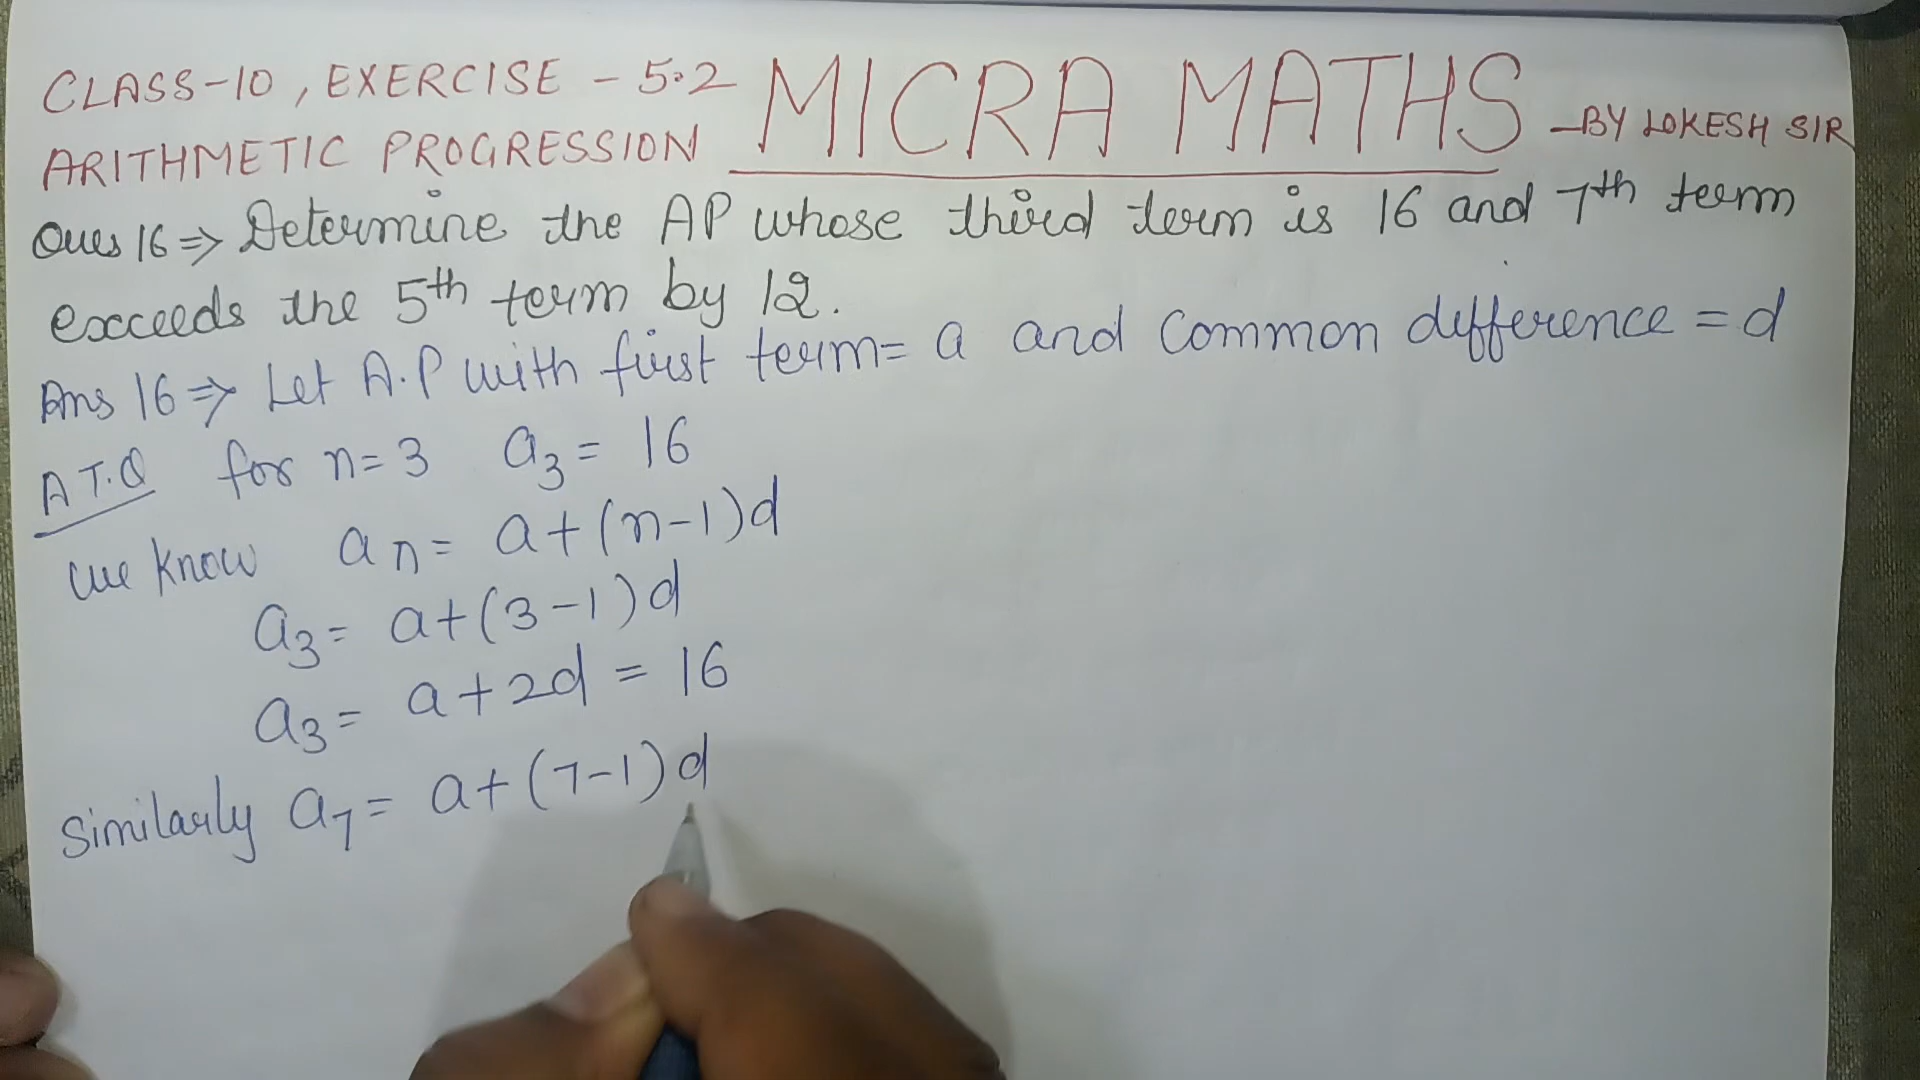 CLASS-10, EXERCISE - 5.2
ARITHMETIC PROGRESSION
MICRA MATHS
-BY LOKESH SIR
Ques 16 ⇒ Determine the AP whose third term is 16 and 7th term
exceeds the 5th term by 12.
Ans 16 ⇒ Let A.P with first term = a and common difference = d
A T.Q for n = 3 a₃ = 16
we know aₙ = a + (n-1)d
a₃ = a + (3-1)d
a₃ = a + 2d = 16
Similarly a₇ = a + (7-1)d